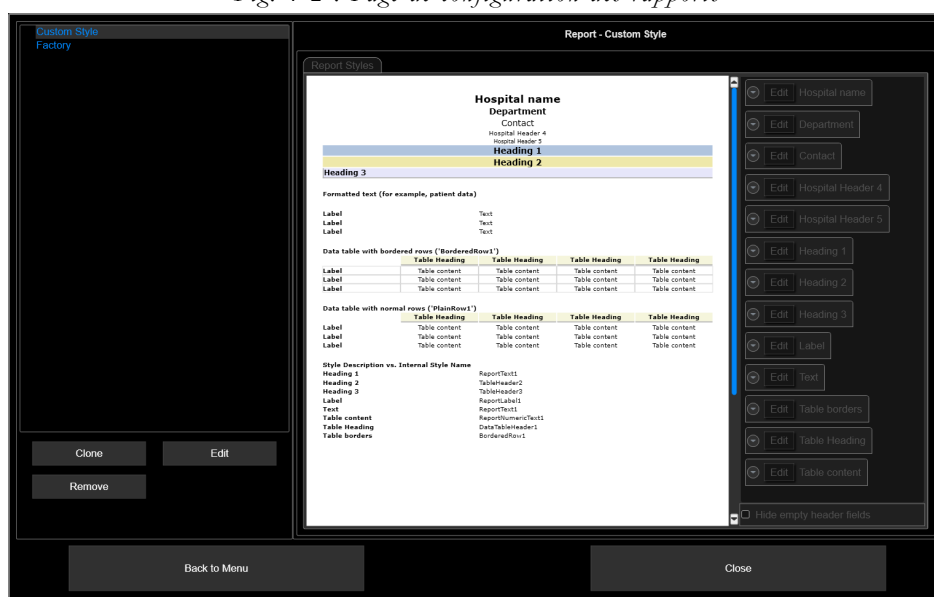 Fig. 4-2 : Page de configuration des rapports
Custom Style
Factory
Clone
Edit
Remove
Report - Custom Style
Report Styles
Hospital name
Department
Contact
Hospital Header 4
Hospital Header 5
Heading 1
Heading 2
Heading 3
Formatted text (for example, patient data)
Label Text
Label Text
Label Text
Data table with bordered rows ('BorderedRow1')
Table Heading Table Heading Table Heading Table Heading
Label Table content Table content Table content Table content
Label Table content Table content Table content Table content
Label Table content Table content Table content Table content
Data table with normal rows ('PlainRow1')
Table Heading Table Heading Table Heading Table Heading
Label Table content Table content Table content Table content
Label Table content Table content Table content Table content
Label Table content Table content Table content Table content
Style Description vs. Internal Style Name
Heading 1 ReportText1
Heading 2 TableHeader2
Heading 3 TableHeader3
Label ReportLabel1
Text ReportText1
Table content ReportNumericText1
Table Heading DataTableHeader1
Table borders BorderedRow1
Edit Hospital name
Edit Department
Edit Contact
Edit Hospital Header 4
Edit Hospital Header 5
Edit Heading 1
Edit Heading 2
Edit Heading 3
Edit Label
Edit Text
Edit Table borders
Edit Table Heading
Edit Table content
Hide empty header fields
Back to Menu
Close